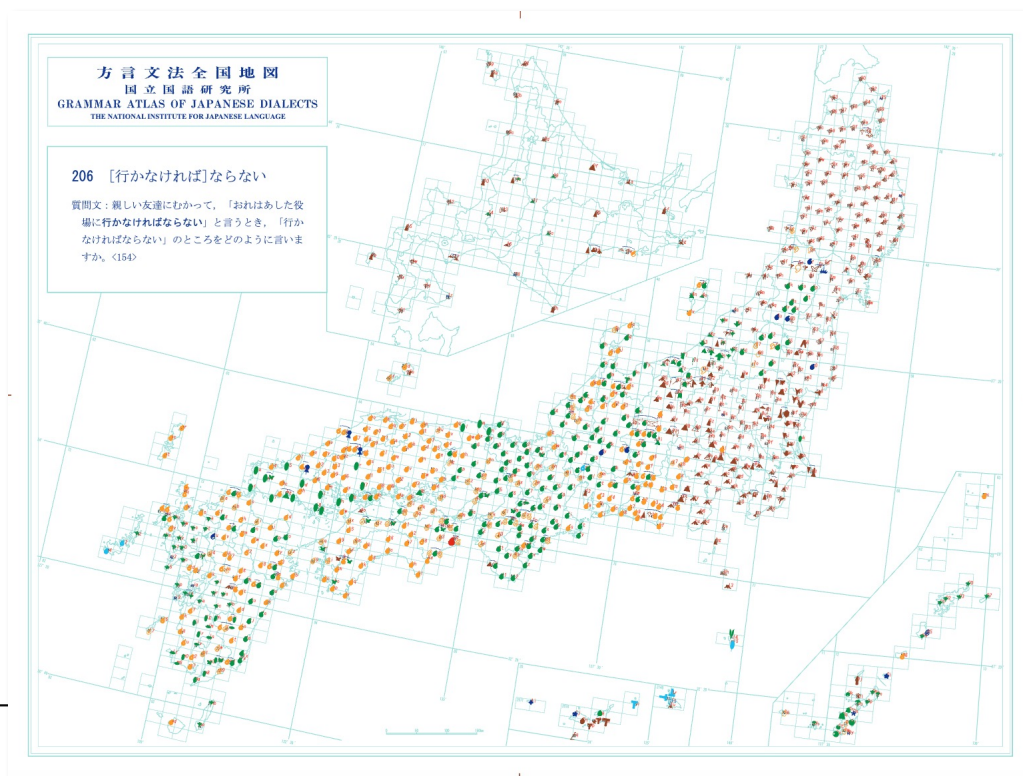 方言文法全国地図
国立国語研究所
GRAMMAR ATLAS OF JAPANESE DIALECTS
THE NATIONAL INSTITUTE FOR JAPANESE LANGUAGE
206 [行かなければ]ならない
質問文：親しい友達にむかって，「おれはあした役
場に行かなければならない」と言うとき，「行か
なければならない」のところをどのように言いま
すか。<154>